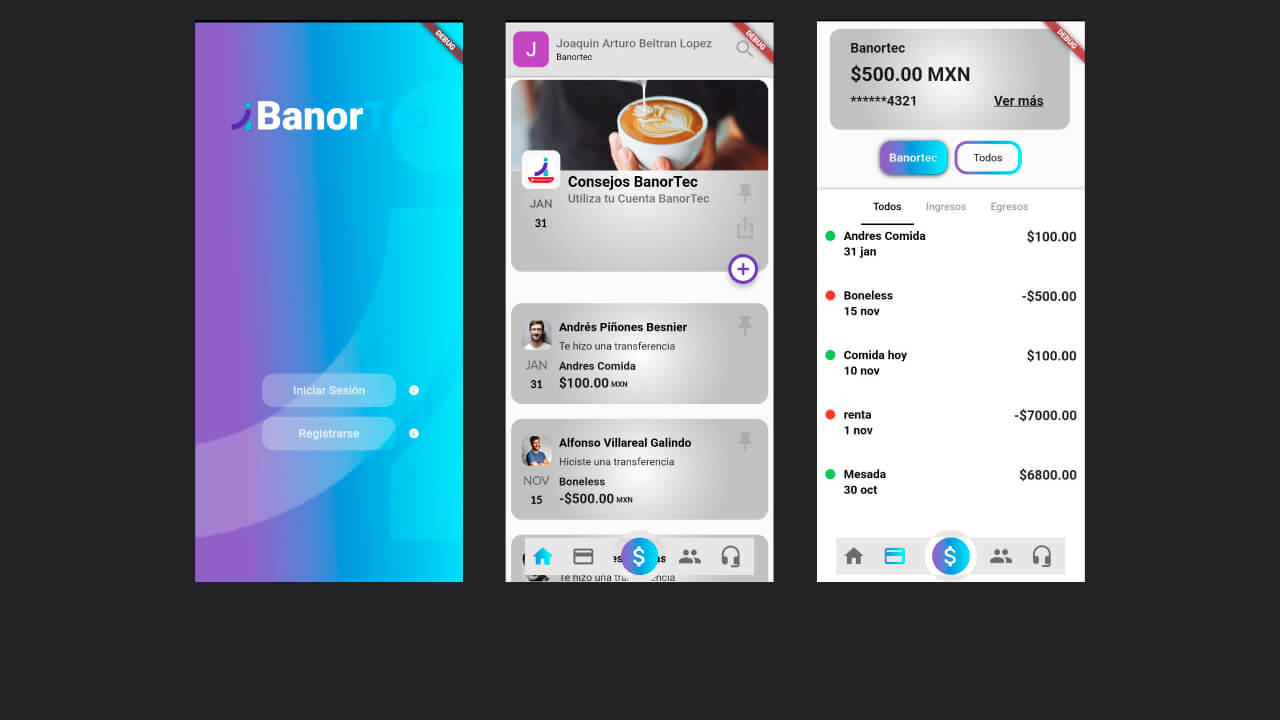 DEBUG
BanorTec
Iniciar Sesión
Registrarse
DEBUG
J
Joaquin Arturo Beltran Lopez
Banortec
Consejos BanorTec
Utiliza tu Cuenta BanorTec
JAN
31
Andrés Piñones Besnier
Te hizo una transferencia
JAN
Andres Comida
31
$100.00 MXN
Alfonso Villareal Galindo
Hiciste una transferencia
NOV
Boneless
15
-$500.00 MXN
Te hizo una transferencia
$
DEBUG
Banortec
$500.00 MXN
******4321
Ver más
Banortec
Todos
Todos
Ingresos
Egresos
Andres Comida
$100.00
31 jan
Boneless
-$500.00
15 nov
Comida hoy
$100.00
10 nov
renta
-$7000.00
1 nov
Mesada
$6800.00
30 oct
$